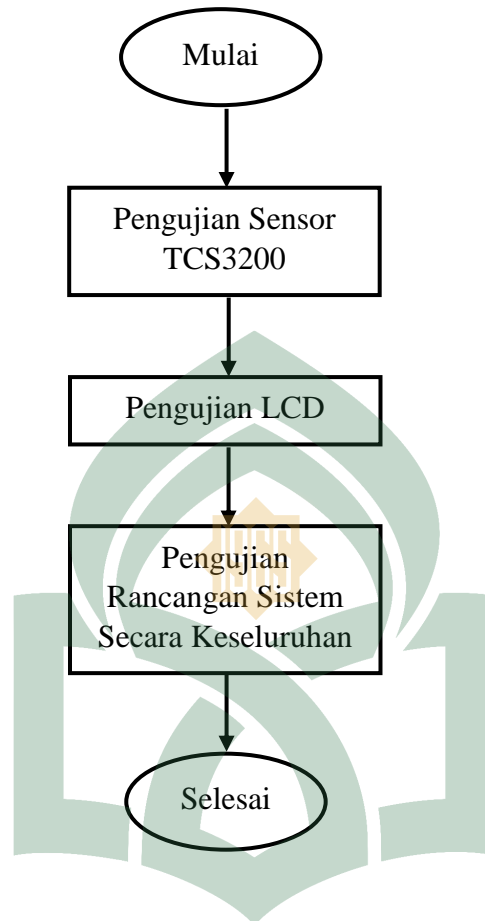 Mulai
Pengujian Sensor
TCS3200
Pengujian LCD
Pengujian
Rancangan Sistem
Secara Keseluruhan
Selesai